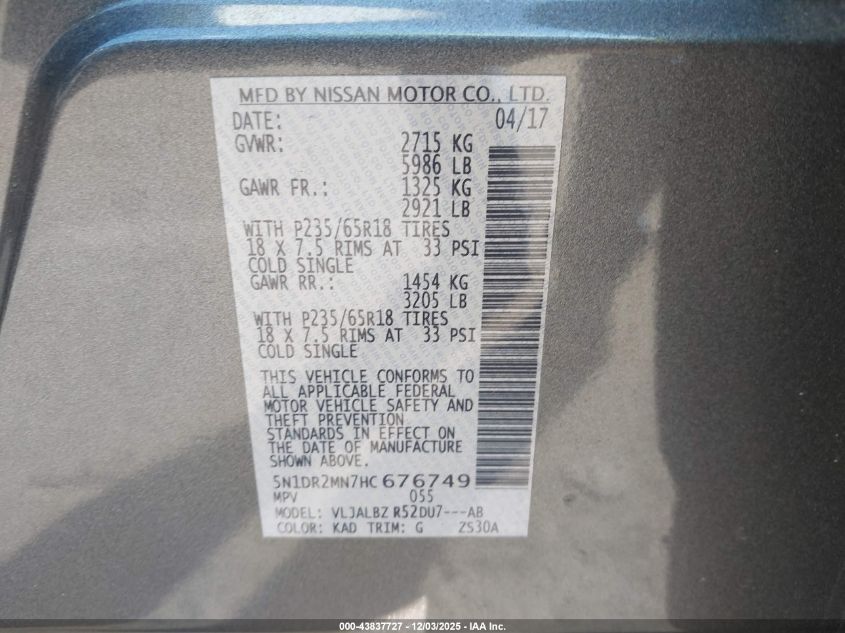 MFD BY NISSAN MOTOR CO., LTD.
DATE: 04/17
GVWR: 2715 KG
5986 LB
GAWR FR.: 1325 KG
2921 LB
WITH P235/65R18 TIRES
18 X 7.5 RIMS AT 33 PSI
COLD SINGLE
GAWR RR.: 1454 KG
3205 LB
WITH P235/65R18 TIRES
18 X 7.5 RIMS AT 33 PSI
COLD SINGLE
THIS VEHICLE CONFORMS TO
ALL APPLICABLE FEDERAL
MOTOR VEHICLE SAFETY AND
THEFT PREVENTION
STANDARDS IN EFFECT ON
THE DATE OF MANUFACTURE
SHOWN ABOVE.
5N1DR2MN7HC676749
MPV 055
MODEL: VLJALBZ R52DU7---AB
COLOR: KAD TRIM: G ZS30A
000-43837727 - 12/03/2025 - IAA Inc.